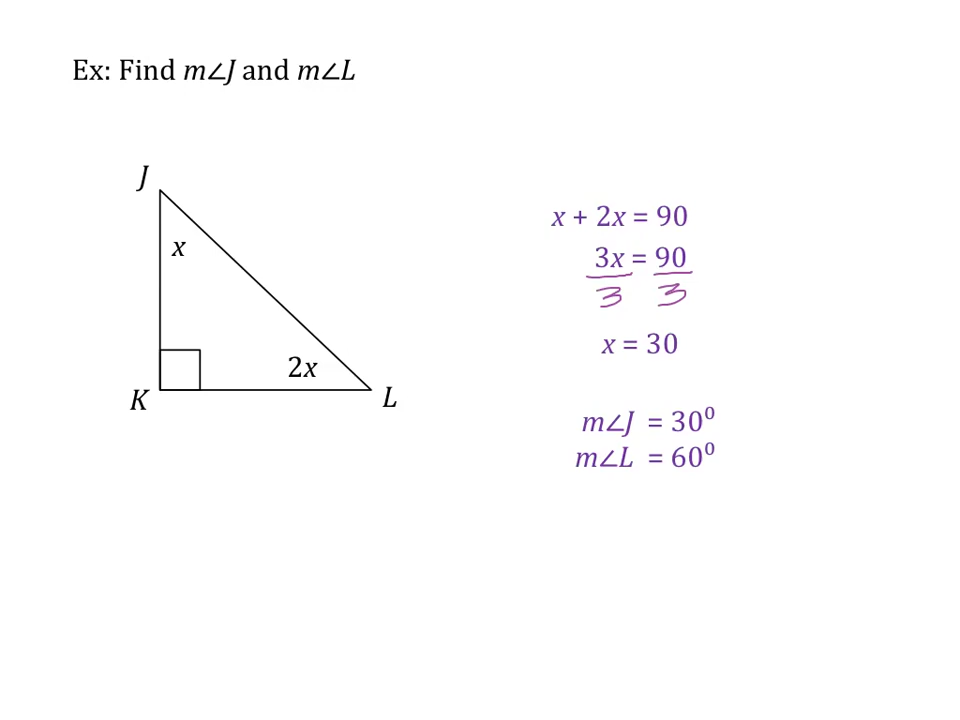 Ex: Find m∠J and m∠L
J
x
2x
K
L
x + 2x = 90
3x = 90
3 3
x = 30
m∠J = 30⁰
m∠L = 60⁰